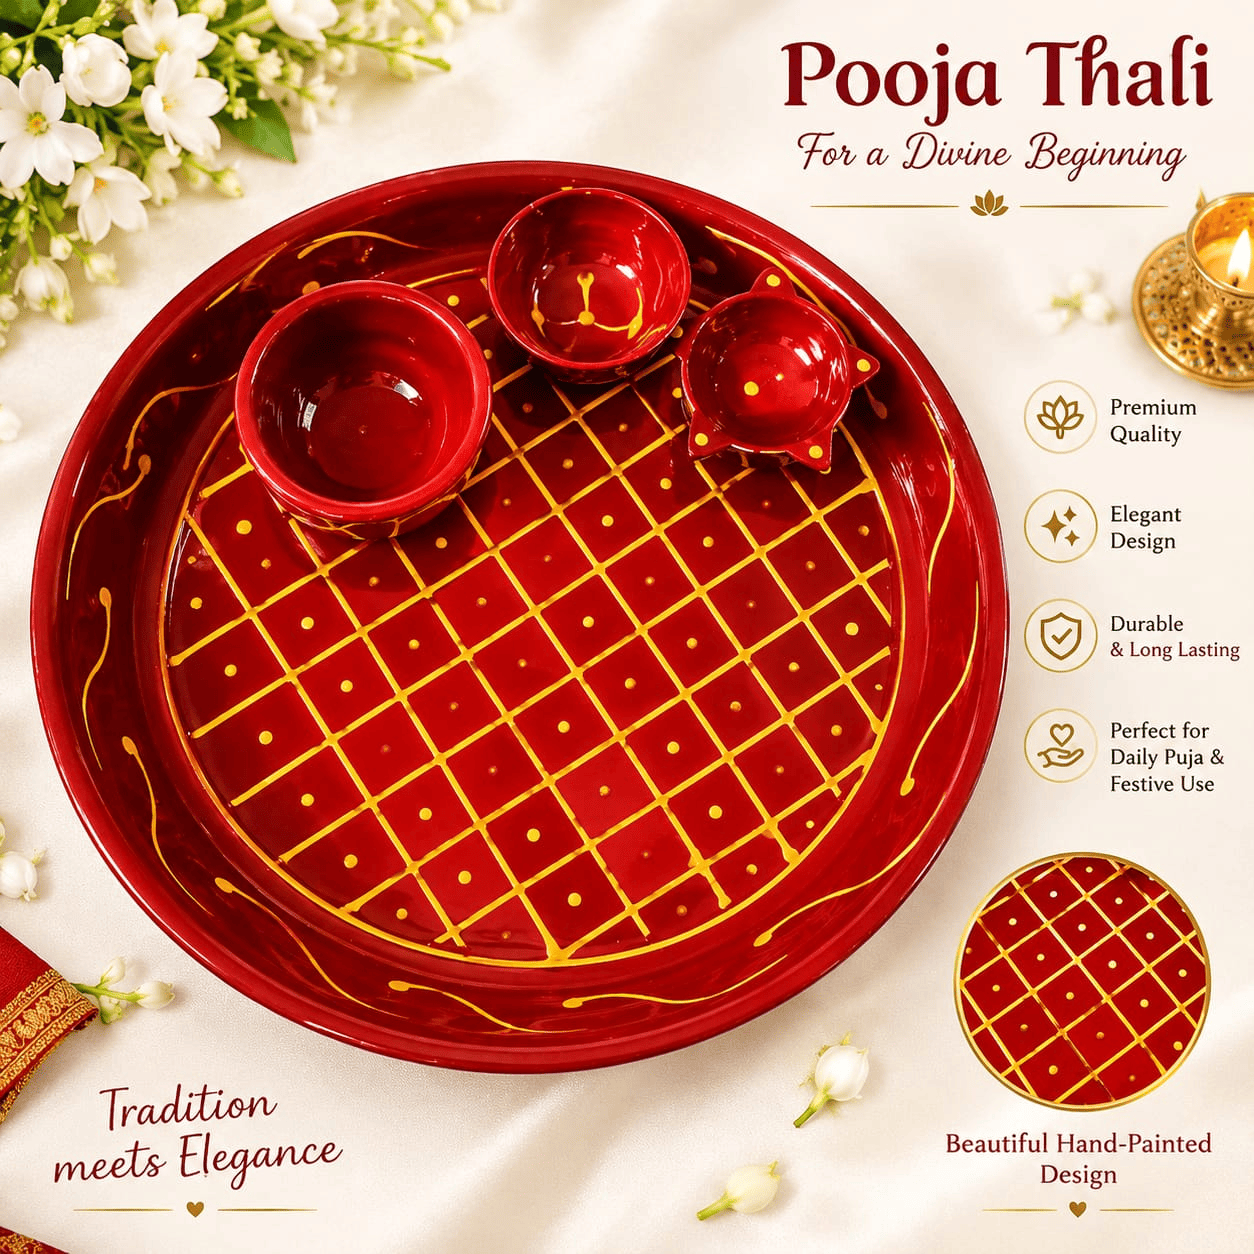 Pooja Thali
For a Divine Beginning
Premium
Quality
Elegant
Design
Durable
& Long Lasting
Perfect for
Daily Puja &
Festive Use
Beautiful Hand-Painted
Design
Tradition
meets Elegance